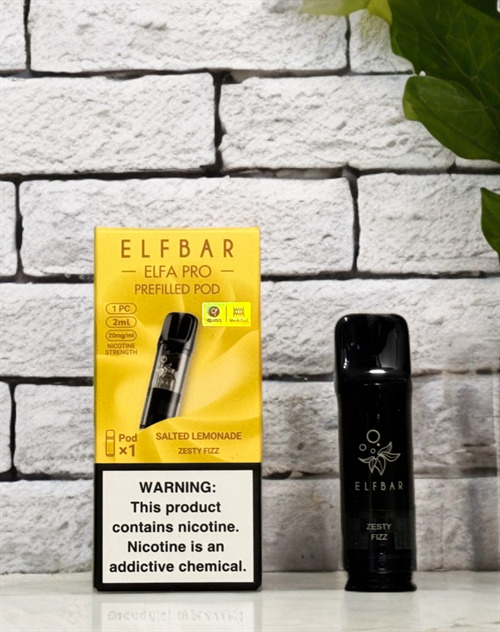 ELFBAR
ELFA PRO
PREFILLED POD
1 PC
2ml
20mg/ml
NICOTINE
STRENGTH
Pod
×1
SALTED LEMONADE
ZESTY FIZZ
WARNING:
This product
contains nicotine.
Nicotine is an
addictive chemical.
ELFBAR
ZESTY
FIZZ